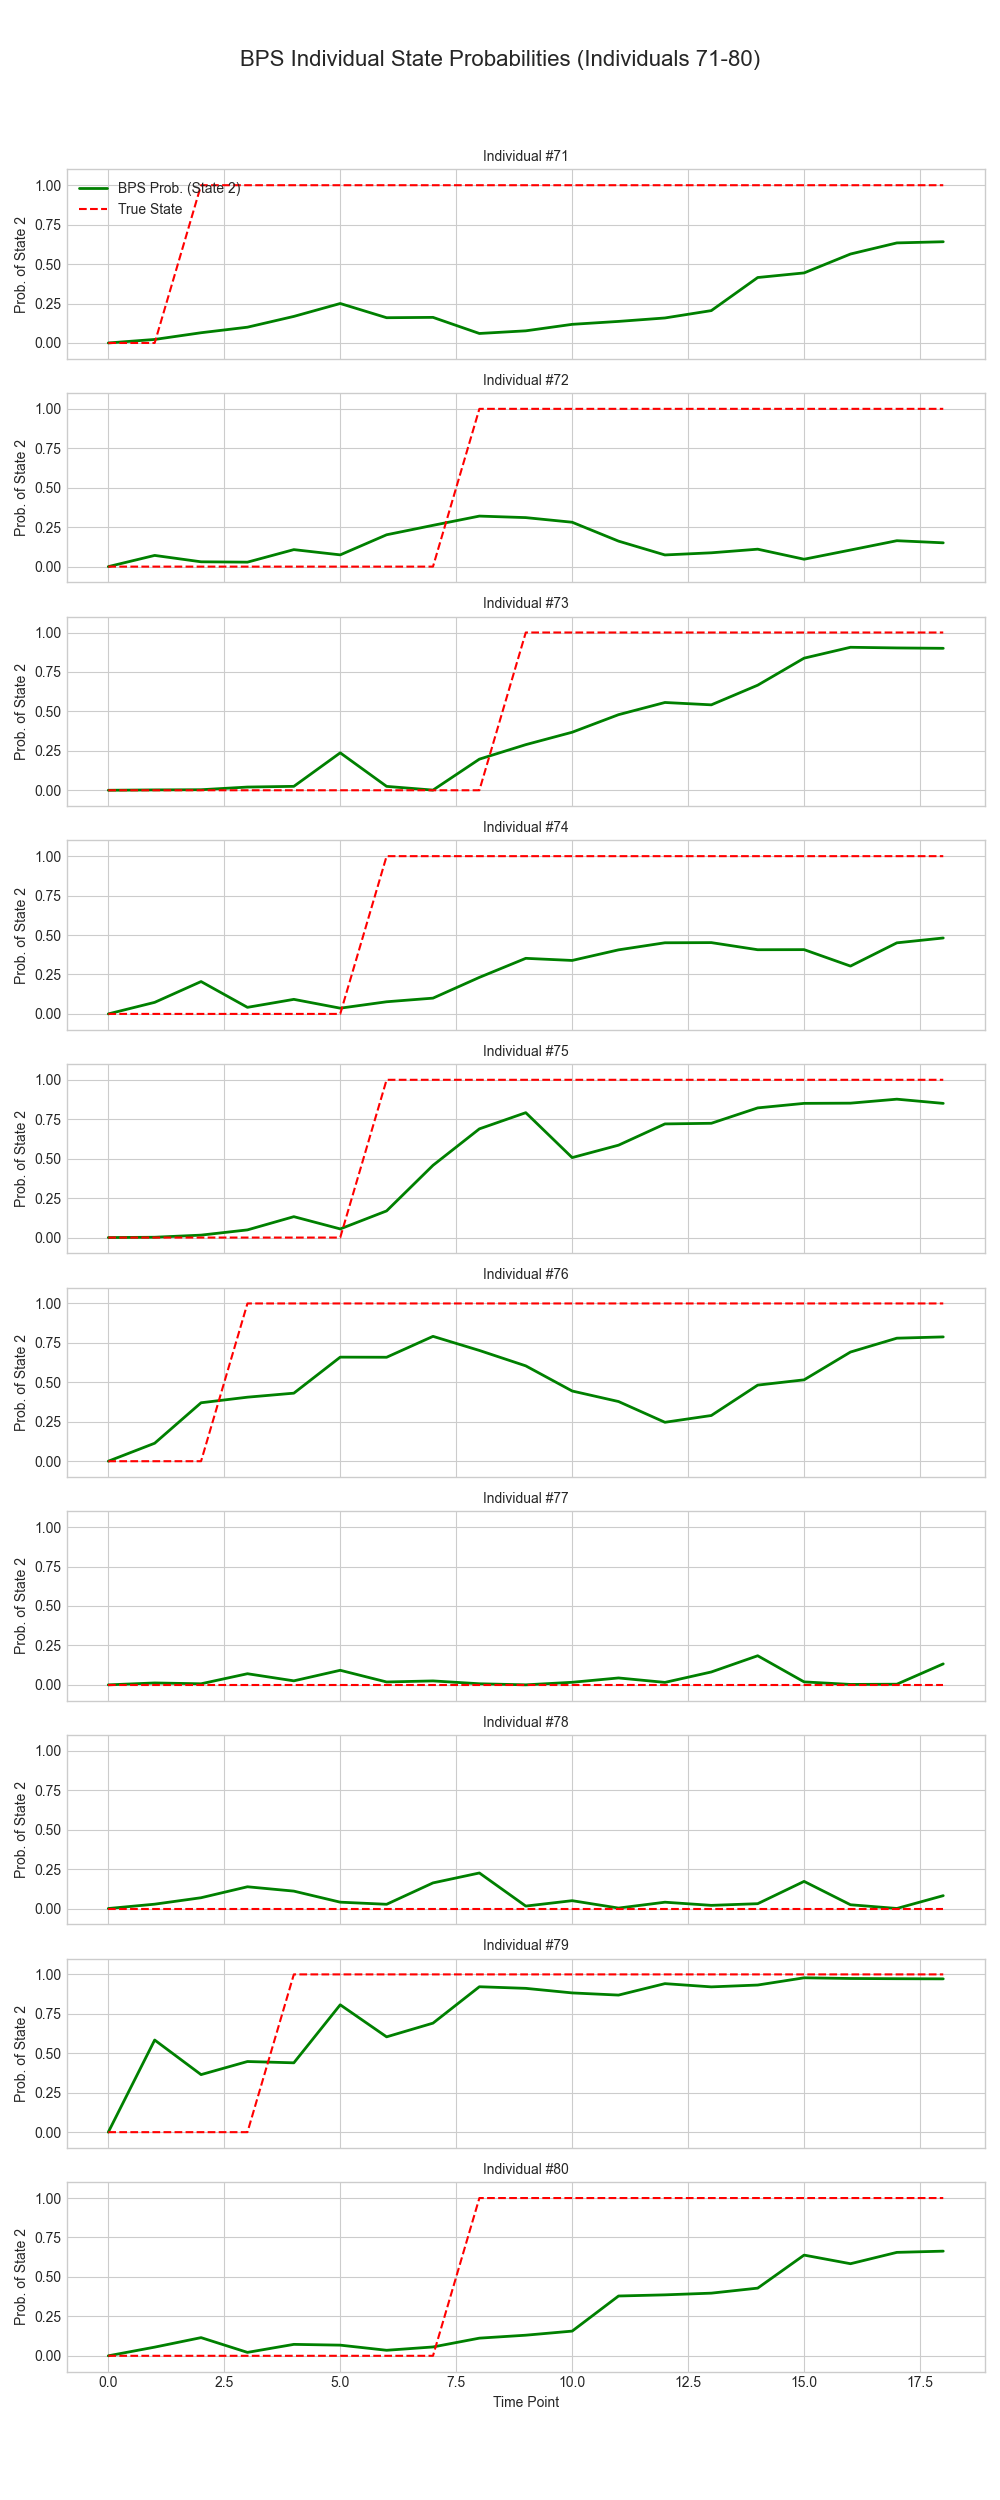 BPS Individual State Probabilities (Individuals 71-80)
Individual #71
Prob. of State 2
1.00
0.75
0.50
0.25
0.00
BPS Prob. (State 2)
True State
Individual #72
Prob. of State 2
1.00
0.75
0.50
0.25
0.00
Individual #73
Prob. of State 2
1.00
0.75
0.50
0.25
0.00
Individual #74
Prob. of State 2
1.00
0.75
0.50
0.25
0.00
Individual #75
Prob. of State 2
1.00
0.75
0.50
0.25
0.00
Individual #76
Prob. of State 2
1.00
0.75
0.50
0.25
0.00
Individual #77
Prob. of State 2
1.00
0.75
0.50
0.25
0.00
Individual #78
Prob. of State 2
1.00
0.75
0.50
0.25
0.00
Individual #79
Prob. of State 2
1.00
0.75
0.50
0.25
0.00
Individual #80
Prob. of State 2
1.00
0.75
0.50
0.25
0.00
0.0 2.5 5.0 7.5 10.0 12.5 15.0 17.5
Time Point